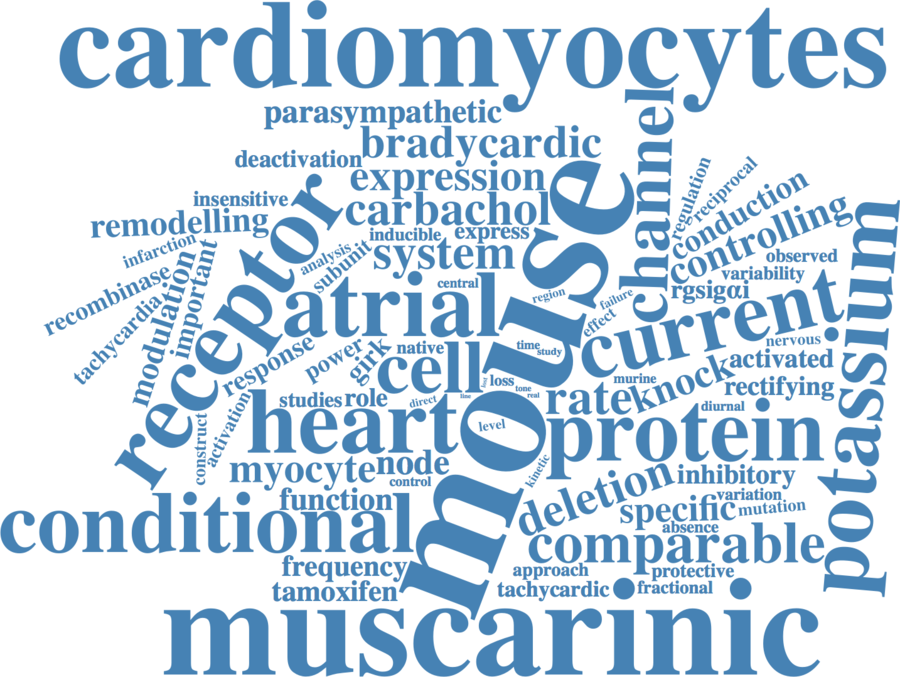 cardiomyocytes
parasympathetic
bradycardic
deactivation
expression
insensitive
carbachol
remodelling
inducible
express
infarction
analysis
subunit
system
receptor
mouse
channel
regulation
reciprocal
conduction
controlling
observed
variability
rgsigαi
potassium
recombinase
modulation
important
tachycardia
central
atrial
region
failure
effect
current
nervous
response
power
girk
native
time
study
cell
but
loss
tone
real
fine
direct
murine
activated
knock
rectifying
rate
studies
role
heart
level
diurnal
protein
construct
activation
myocyte
node
control
kinetic
deletion
inhibitory
function
conditional
specific
variation
mutation
absence
comparable
frequency
approach
protective
tamoxifen
tachycardic
fractional
muscarinic